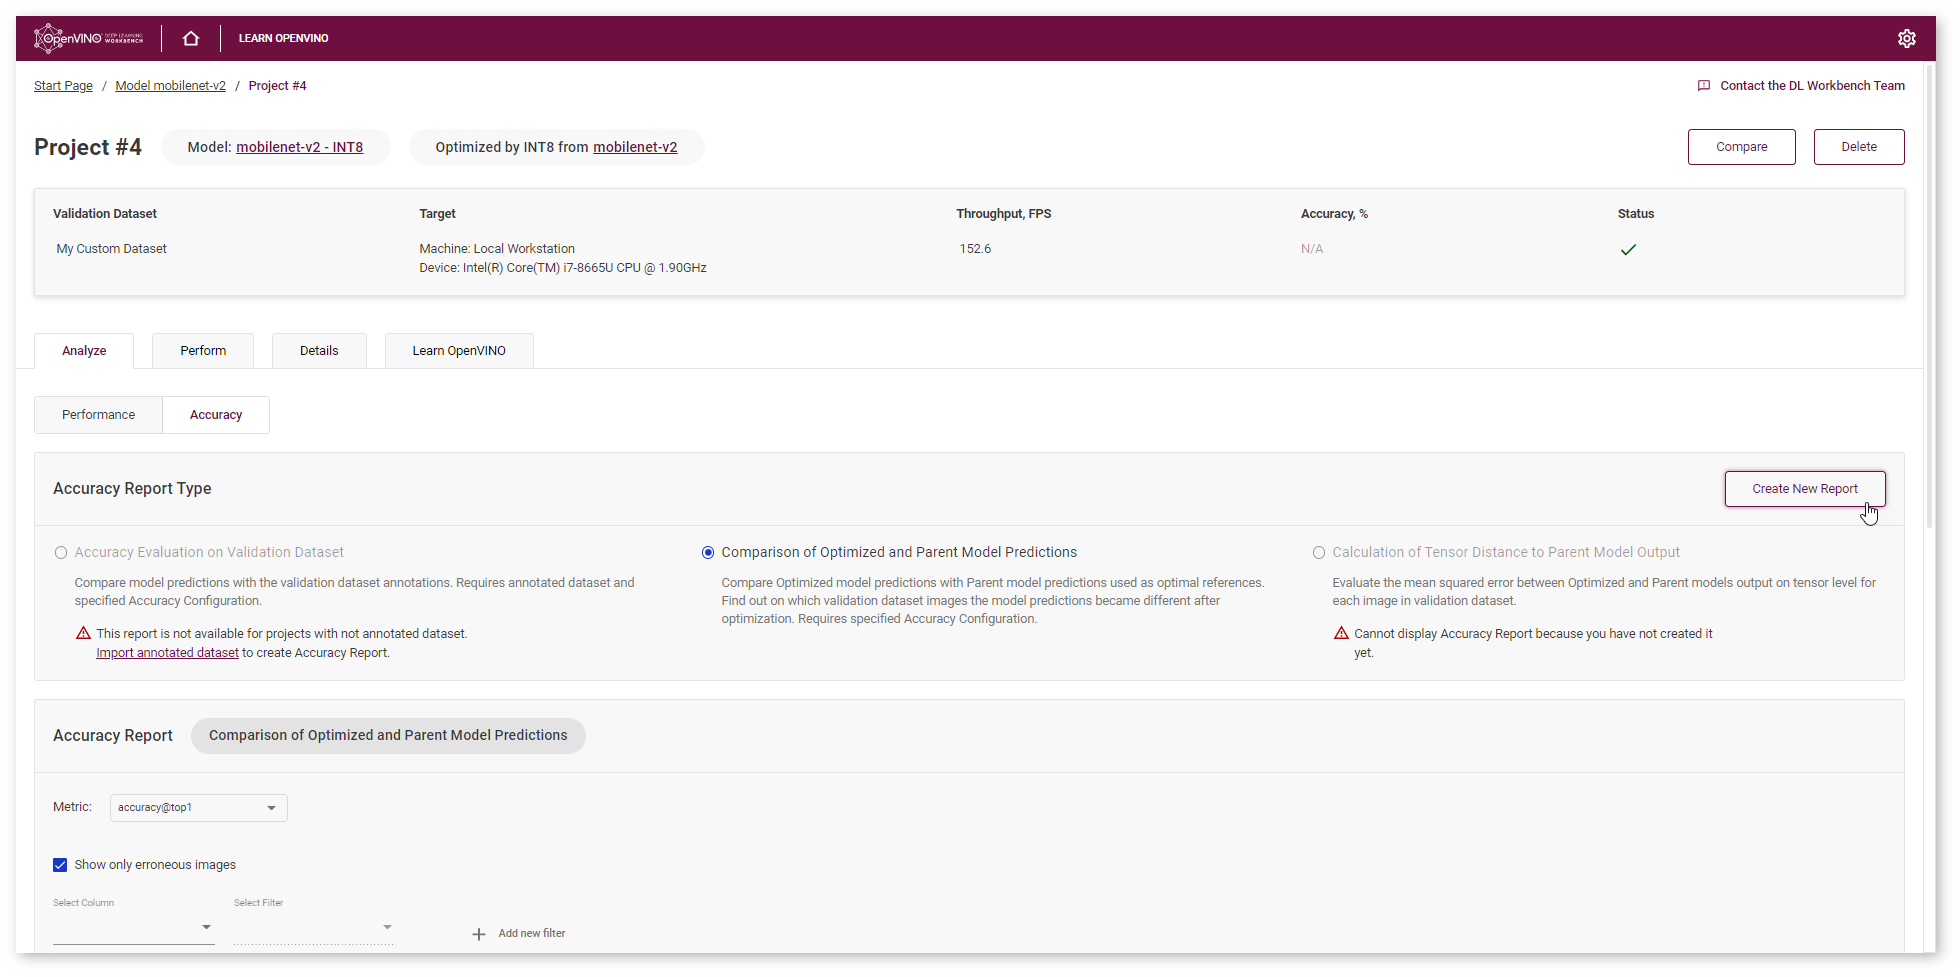 OpenVINO DEEP LEARNING WORKBENCH
LEARN OPENVINO
Start Page / Model mobilenet-v2 / Project #4
Contact the DL Workbench Team
Project #4
Model: mobilenet-v2 - INT8
Optimized by INT8 from mobilenet-v2
Compare
Delete
Validation Dataset
Target
Throughput, FPS
Accuracy, %
Status
My Custom Dataset
Machine: Local Workstation
Device: Intel(R) Core(TM) i7-8665U CPU @ 1.90GHz
152.6
N/A
Analyze
Perform
Details
Learn OpenVINO
Performance
Accuracy
Accuracy Report Type
Create New Report
Accuracy Evaluation on Validation Dataset
Compare model predictions with the validation dataset annotations. Requires annotated dataset and
specified Accuracy Configuration.
This report is not available for projects with not annotated dataset.
Import annotated dataset to create Accuracy Report.
Comparison of Optimized and Parent Model Predictions
Compare Optimized model predictions with Parent model predictions used as optimal references.
Find out on which validation dataset images the model predictions became different after
optimization. Requires specified Accuracy Configuration.
Calculation of Tensor Distance to Parent Model Output
Evaluate the mean squared error between Optimized and Parent models output on tensor level for
each image in validation dataset.
Cannot display Accuracy Report because you have not created it
yet.
Accuracy Report
Comparison of Optimized and Parent Model Predictions
Metric:
accuracy@top1
Show only erroneous images
Select Column
Select Filter
Add new filter